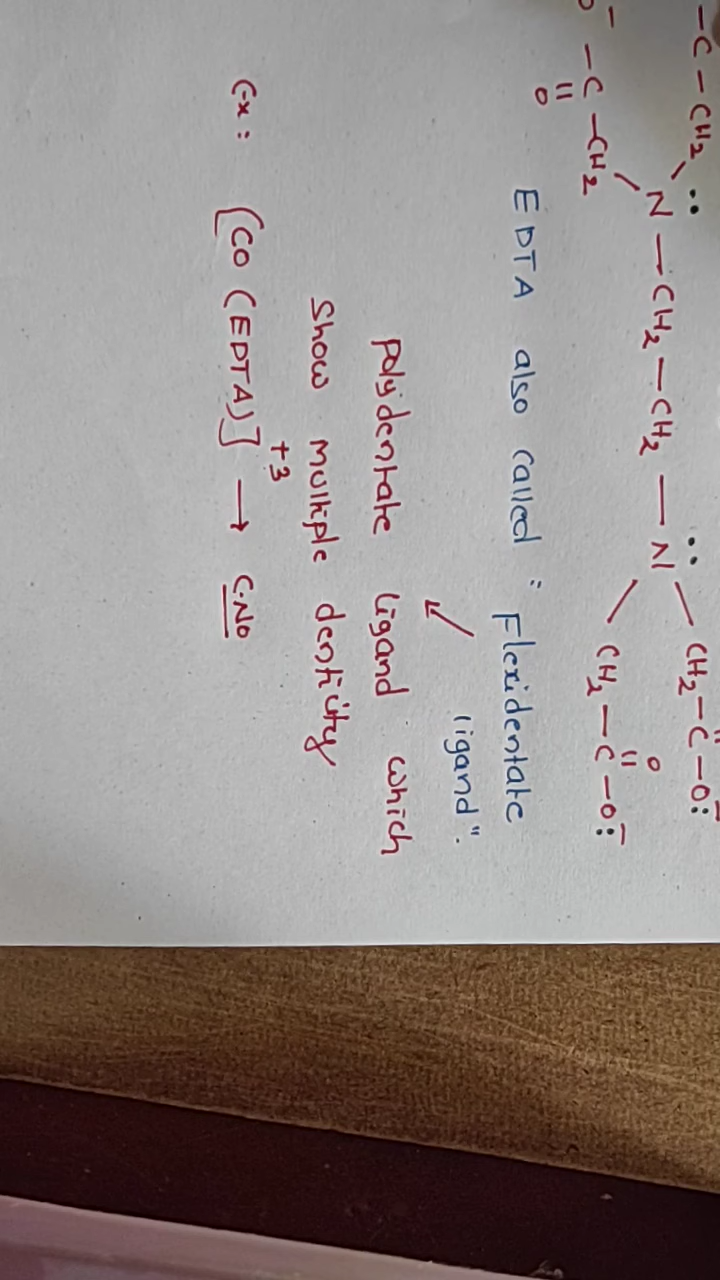 -C-CH₂ N̈-CH₂-CH₂-N̈ CH₂-C-O⁻:
O
⁻ -C-CH₂ CH₂-C-O⁻:
O
EDTA also called "Flexidentate
ligand".
polydentate ligand which
Show multiple denticity
Ex: [CO (EDTA)]⁺³ → C.NO